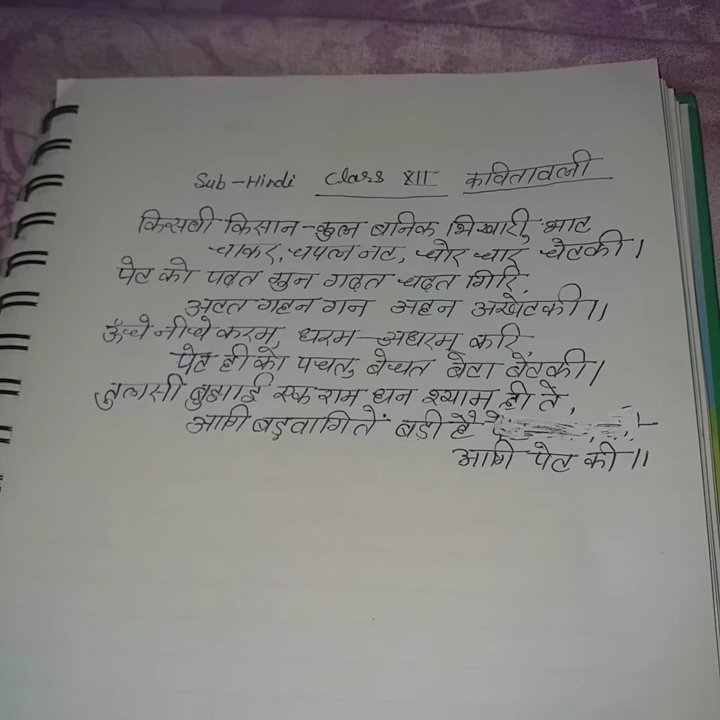 Sub-Hindi Class XII कवितावली
किसबी किसान-कुल बनिक भिखारी, भाट
चाकर, चपल नट, चोर चार चेटकी।
पेट को पढ़त गुन गढ़त चढ़त गिरि,
अटत गहन गन अहन अखेटकी॥
ऊँचे नीचे करम, धरम-अधरम करि,
पेट ही को पचत, बेचत बेटा बेटकी।
तुलसी बुझाई एक राम घन श्याम ही तें,
आगि बड़वागितें बड़ी है
आगि पेट की॥